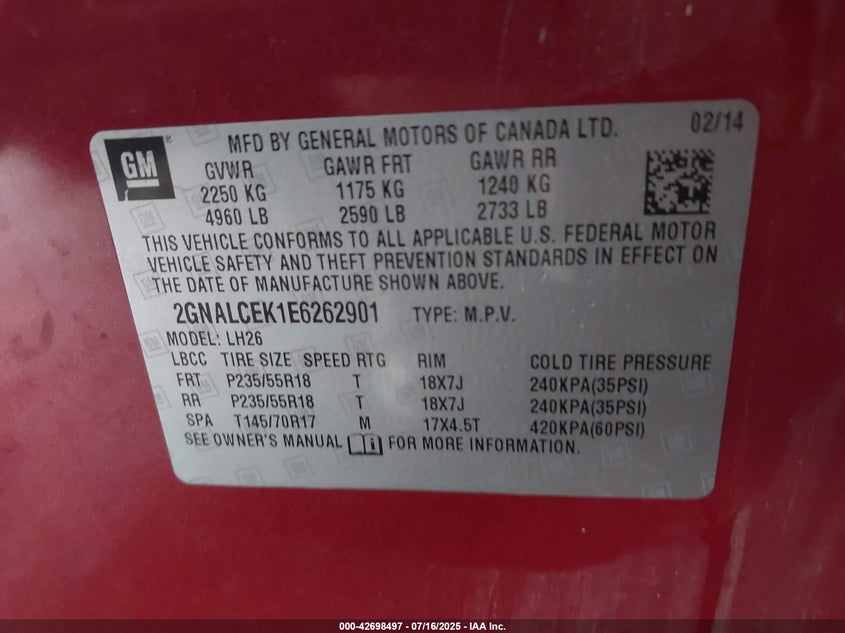 GM
®
MFD BY GENERAL MOTORS OF CANADA LTD. 02/14
GVWR GAWR FRT GAWR RR
2250 KG 1175 KG 1240 KG
4960 LB 2590 LB 2733 LB
THIS VEHICLE CONFORMS TO ALL APPLICABLE U.S. FEDERAL MOTOR
VEHICLE SAFETY AND THEFT PREVENTION STANDARDS IN EFFECT ON
THE DATE OF MANUFACTURE SHOWN ABOVE.
2GNALCEK1E6262901 TYPE: M.P.V.
MODEL: LH26
LBCC TIRE SIZE SPEED RTG RIM COLD TIRE PRESSURE
FRT P235/55R18 T 18X7J 240KPA(35PSI)
RR P235/55R18 T 18X7J 240KPA(35PSI)
SPA T145/70R17 M 17X4.5T 420KPA(60PSI)
SEE OWNER'S MANUAL FOR MORE INFORMATION.
000-42698497 - 07/16/2025 - IAA Inc.